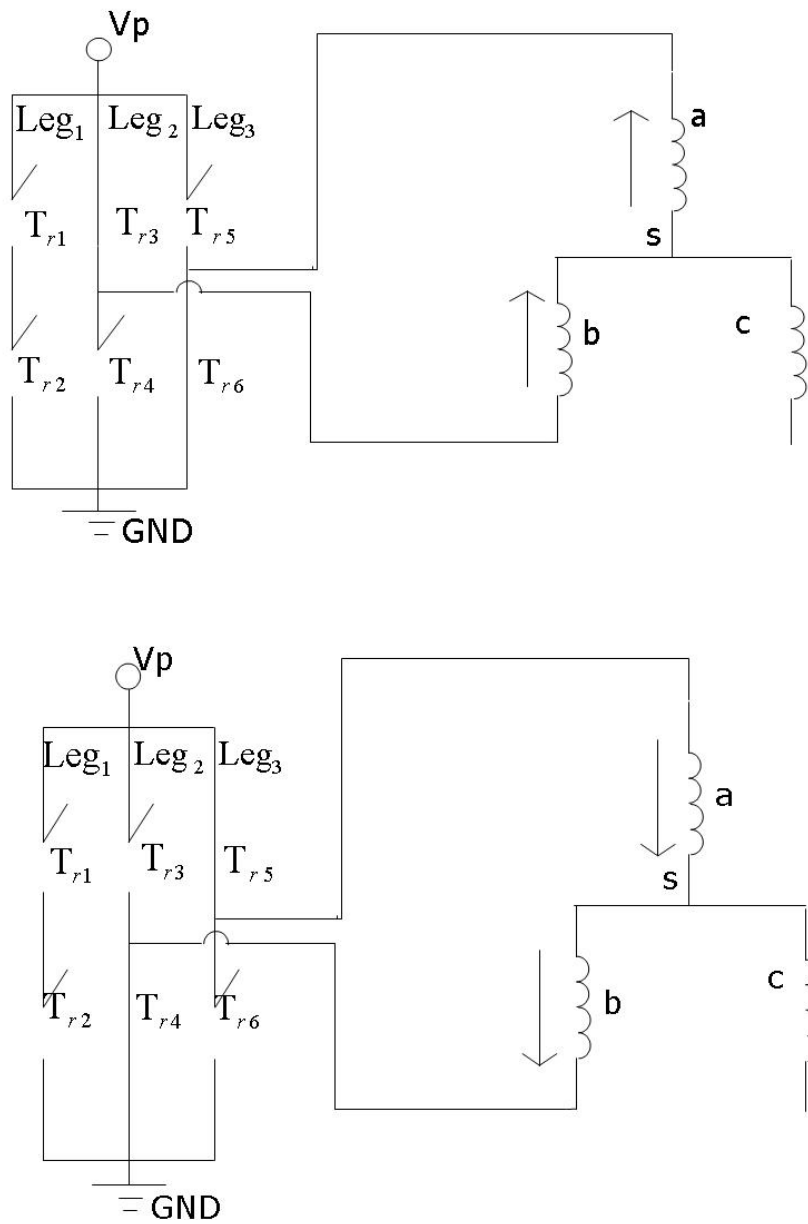 Vp
Leg1 Leg2 Leg3
a
Tr1 Tr3 Tr5
s
b c
Tr2 Tr4 Tr6
GND
Vp
Leg1 Leg2 Leg3
a
Tr1 Tr3 Tr5
s
c
b
Tr2 Tr4 Tr6
GND